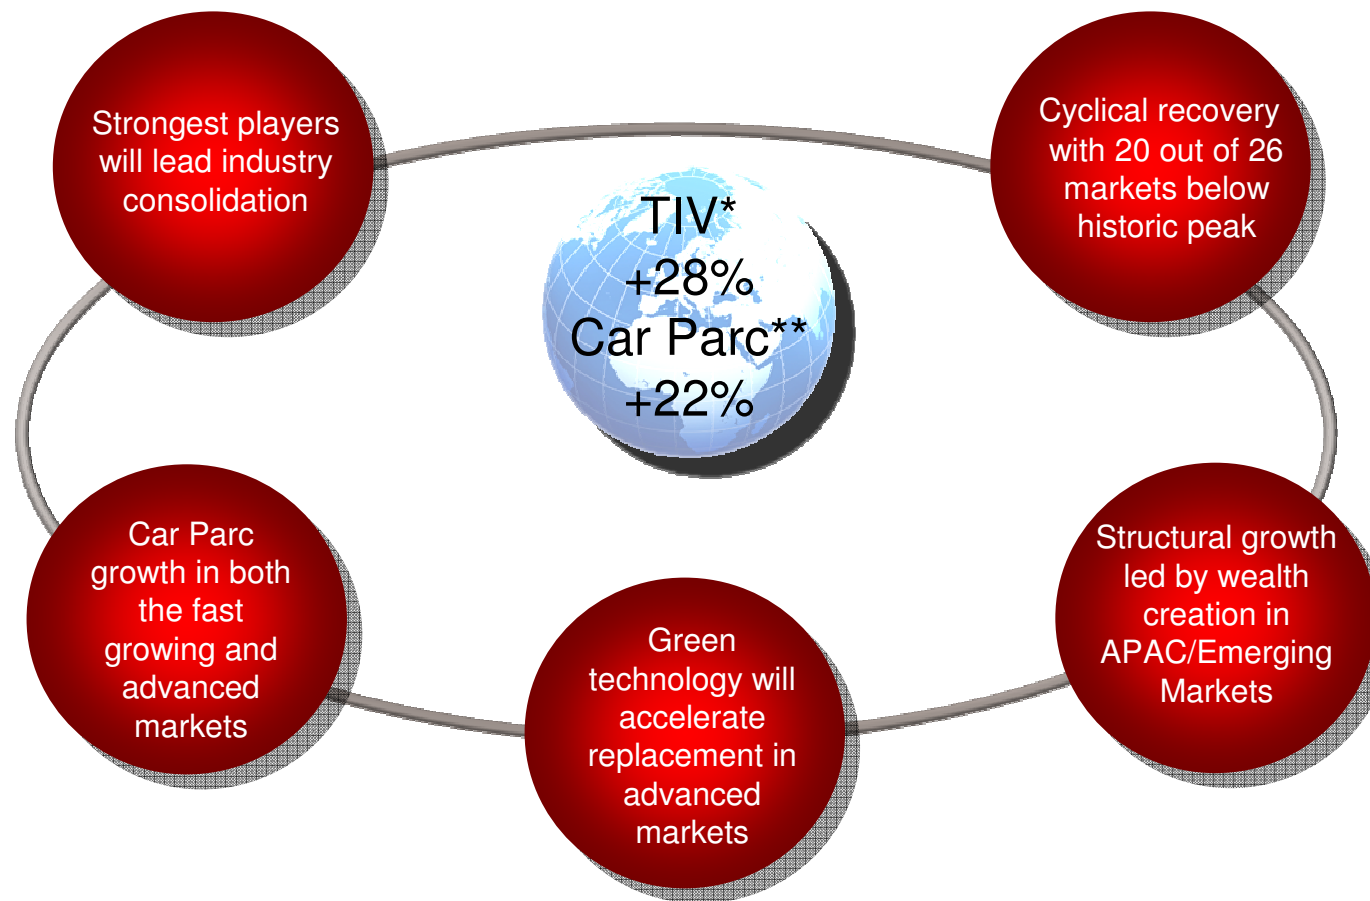 Strongest players
will lead industry
consolidation
Cyclical recovery
with 20 out of 26
markets below
historic peak
TIV*
+28%
Car Parc**
+22%
Car Parc
growth in both
the fast
growing and
advanced
markets
Green
technology will
accelerate
replacement in
advanced
markets
Structural growth
led by wealth
creation in
APAC/Emerging
Markets